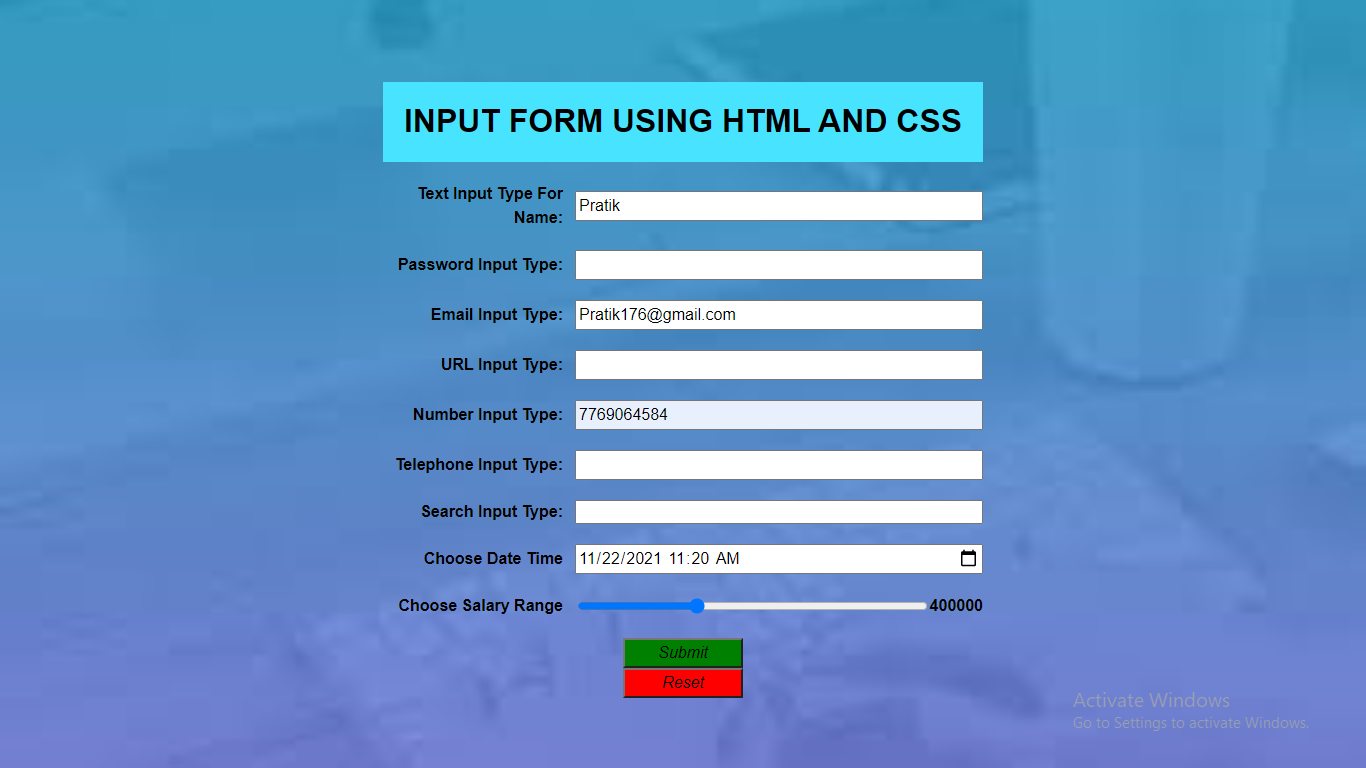 INPUT FORM USING HTML AND CSS
Text Input Type For
Name:
Pratik
Password Input Type:
Email Input Type: Pratik176@gmail.com
URL Input Type:
Number Input Type: 7769064584
Telephone Input Type:
Search Input Type:
Choose Date Time 11/22/2021 11:20 AM
Choose Salary Range 400000
Submit
Reset
Activate Windows
Go to Settings to activate Windows.